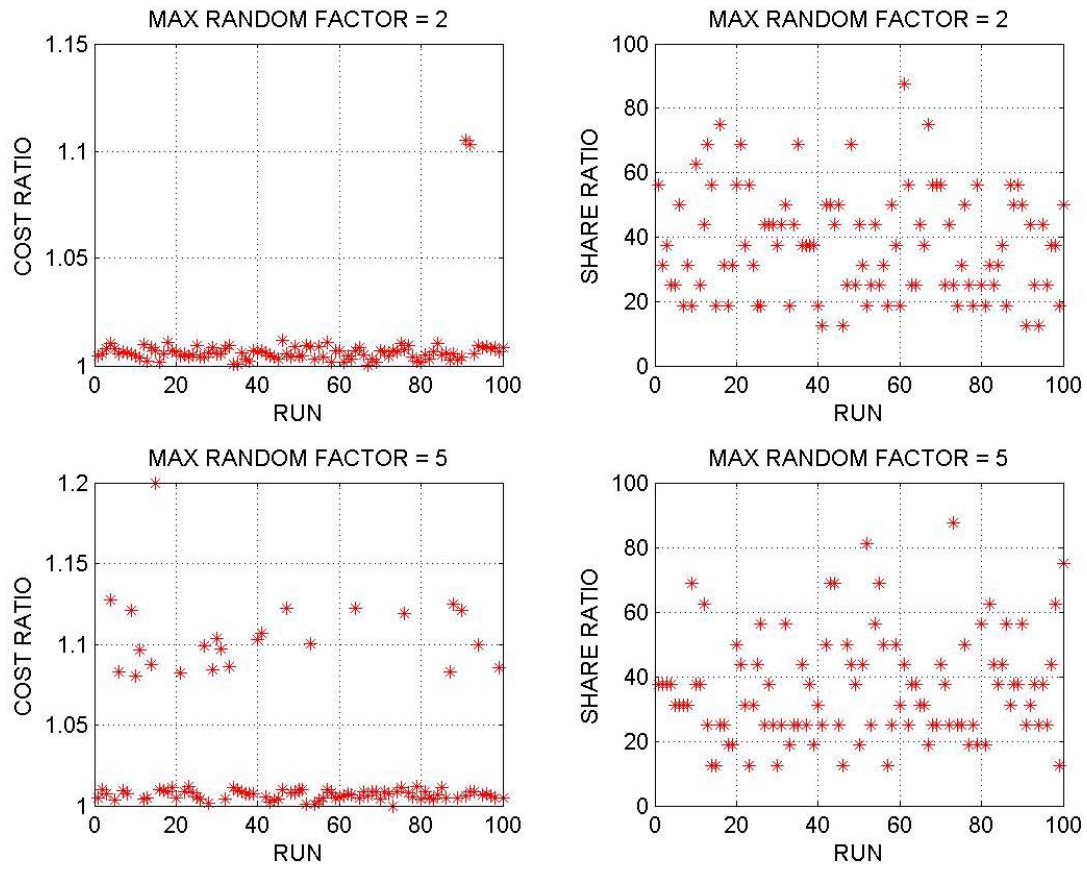 MAX RANDOM FACTOR = 2
1.15
1.1
1.05
1
COST RATIO
0 20 40 60 80 100
RUN
MAX RANDOM FACTOR = 2
100
80
60
40
20
0
SHARE RATIO
0 20 40 60 80 100
RUN
MAX RANDOM FACTOR = 5
1.2
1.15
1.1
1.05
1
COST RATIO
0 20 40 60 80 100
RUN
MAX RANDOM FACTOR = 5
100
80
60
40
20
0
SHARE RATIO
0 20 40 60 80 100
RUN